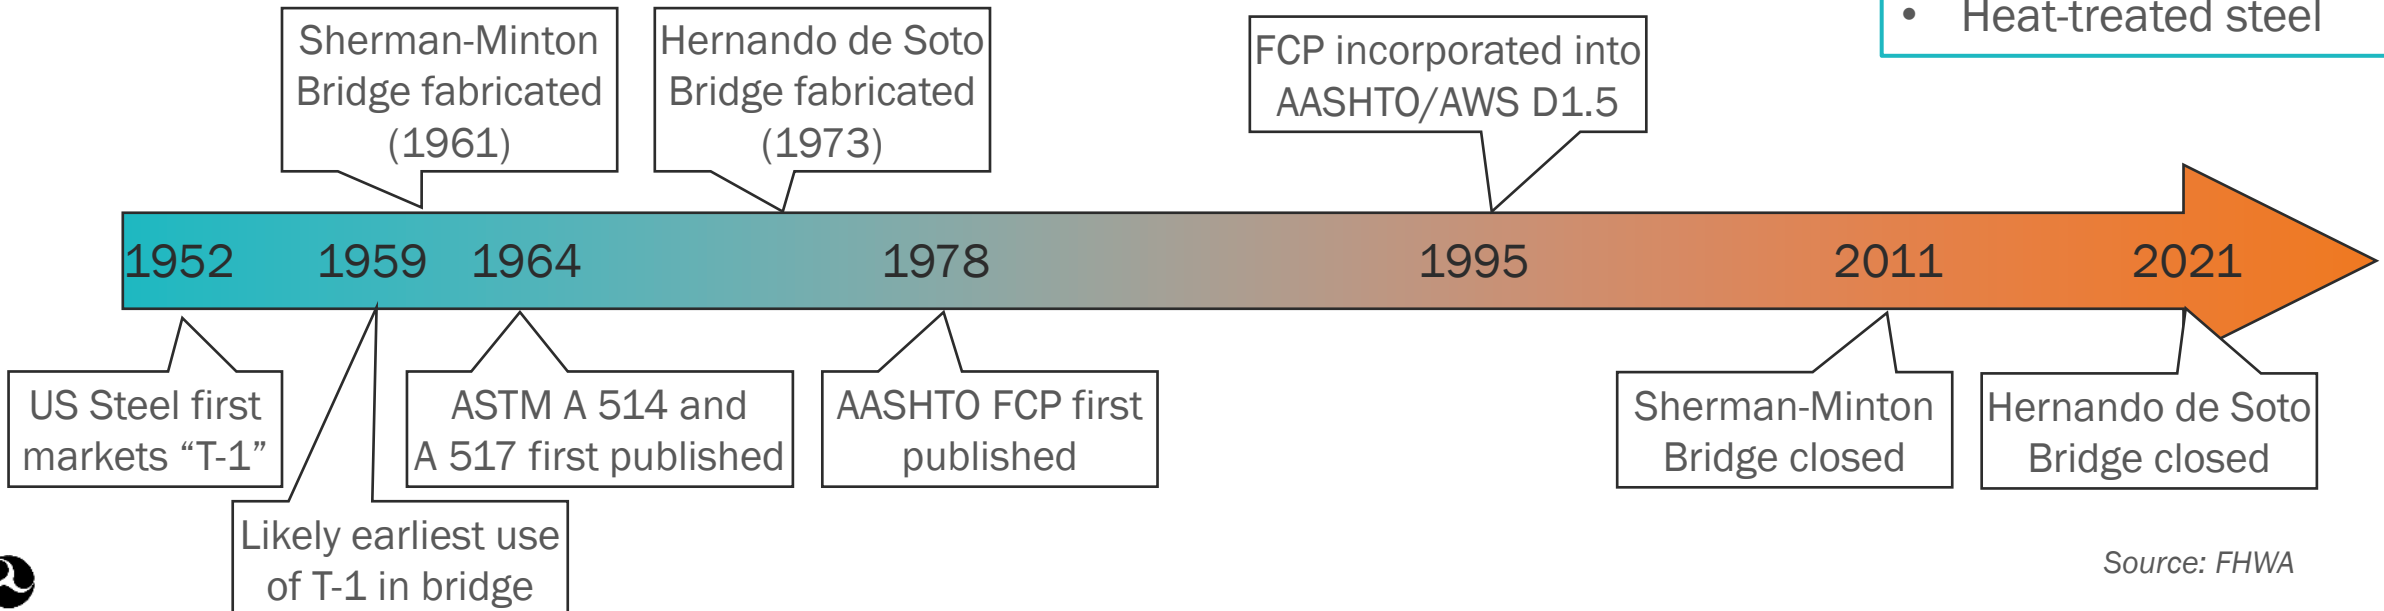 • Heat-treated steel
Sherman-Minton
Bridge fabricated
(1961)
Hernando de Soto
Bridge fabricated
(1973)
FCP incorporated into
AASHTO/AWS D1.5
1952 1959 1964 1978 1995 2011 2021
US Steel first
markets “T-1”
Likely earliest use
of T-1 in bridge
ASTM A 514 and
A 517 first published
AASHTO FCP first
published
Sherman-Minton
Bridge closed
Hernando de Soto
Bridge closed
Source: FHWA